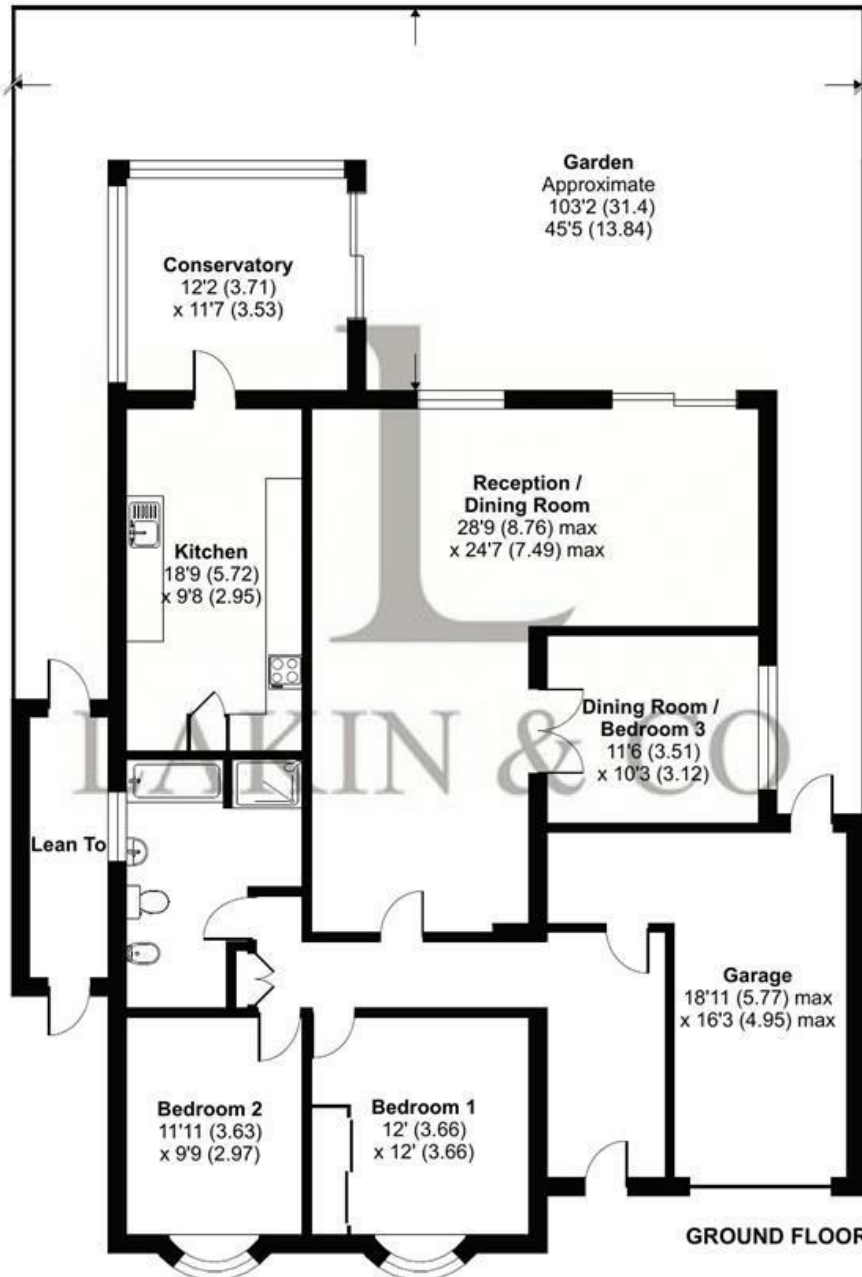 Garden
Approximate
103'2 (31.4)
45'5 (13.84)
Conservatory
12'2 (3.71)
x 11'7 (3.53)
Reception /
Dining Room
28'9 (8.76) max
x 24'7 (7.49) max
Kitchen
18'9 (5.72)
x 9'8 (2.95)
Dining Room /
Bedroom 3
11'6 (3.51)
x 10'3 (3.12)
LAKIN & CO
Lean To
Garage
18'11 (5.77) max
x 16'3 (4.95) max
Bedroom 2
11'11 (3.63)
x 9'9 (2.97)
Bedroom 1
12' (3.66)
x 12' (3.66)
GROUND FLOOR